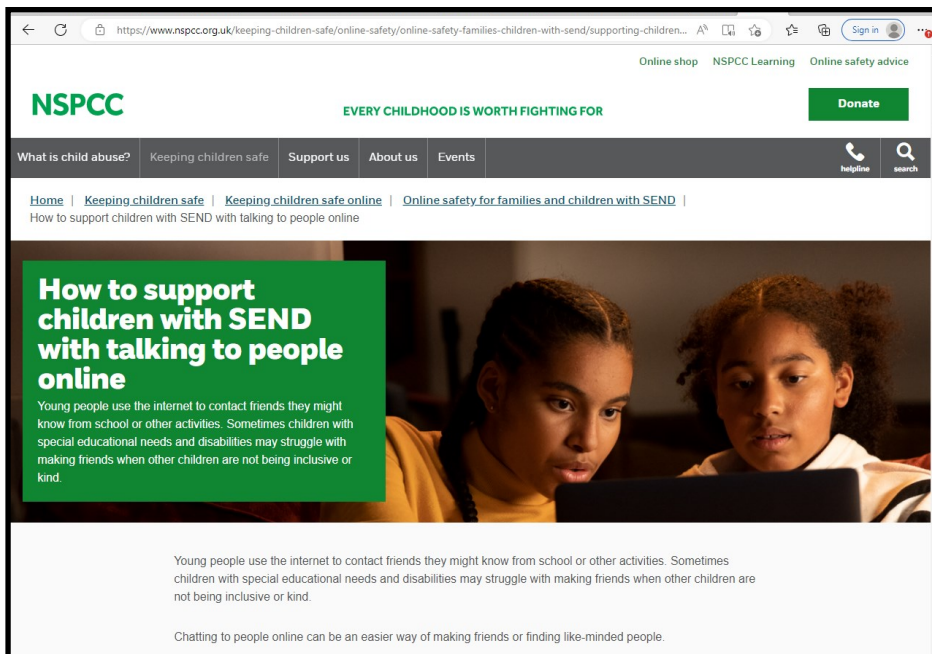 https://www.nspcc.org.uk/keeping-children-safe/online-safety/online-safety-families-children-with-send/supporting-children...
Sign in
Online shop NSPCC Learning Online safety advice
NSPCC
EVERY CHILDHOOD IS WORTH FIGHTING FOR
Donate
What is child abuse? Keeping children safe Support us About us Events
helpline search
Home | Keeping children safe | Keeping children safe online | Online safety for families and children with SEND |
How to support children with SEND with talking to people online
How to support
children with SEND
with talking to people
online
Young people use the internet to contact friends they might
know from school or other activities. Sometimes children with
special educational needs and disabilities may struggle with
making friends when other children are not being inclusive or
kind.
Young people use the internet to contact friends they might know from school or other activities. Sometimes
children with special educational needs and disabilities may struggle with making friends when other children are
not being inclusive or kind.
Chatting to people online can be an easier way of making friends or finding like-minded people.